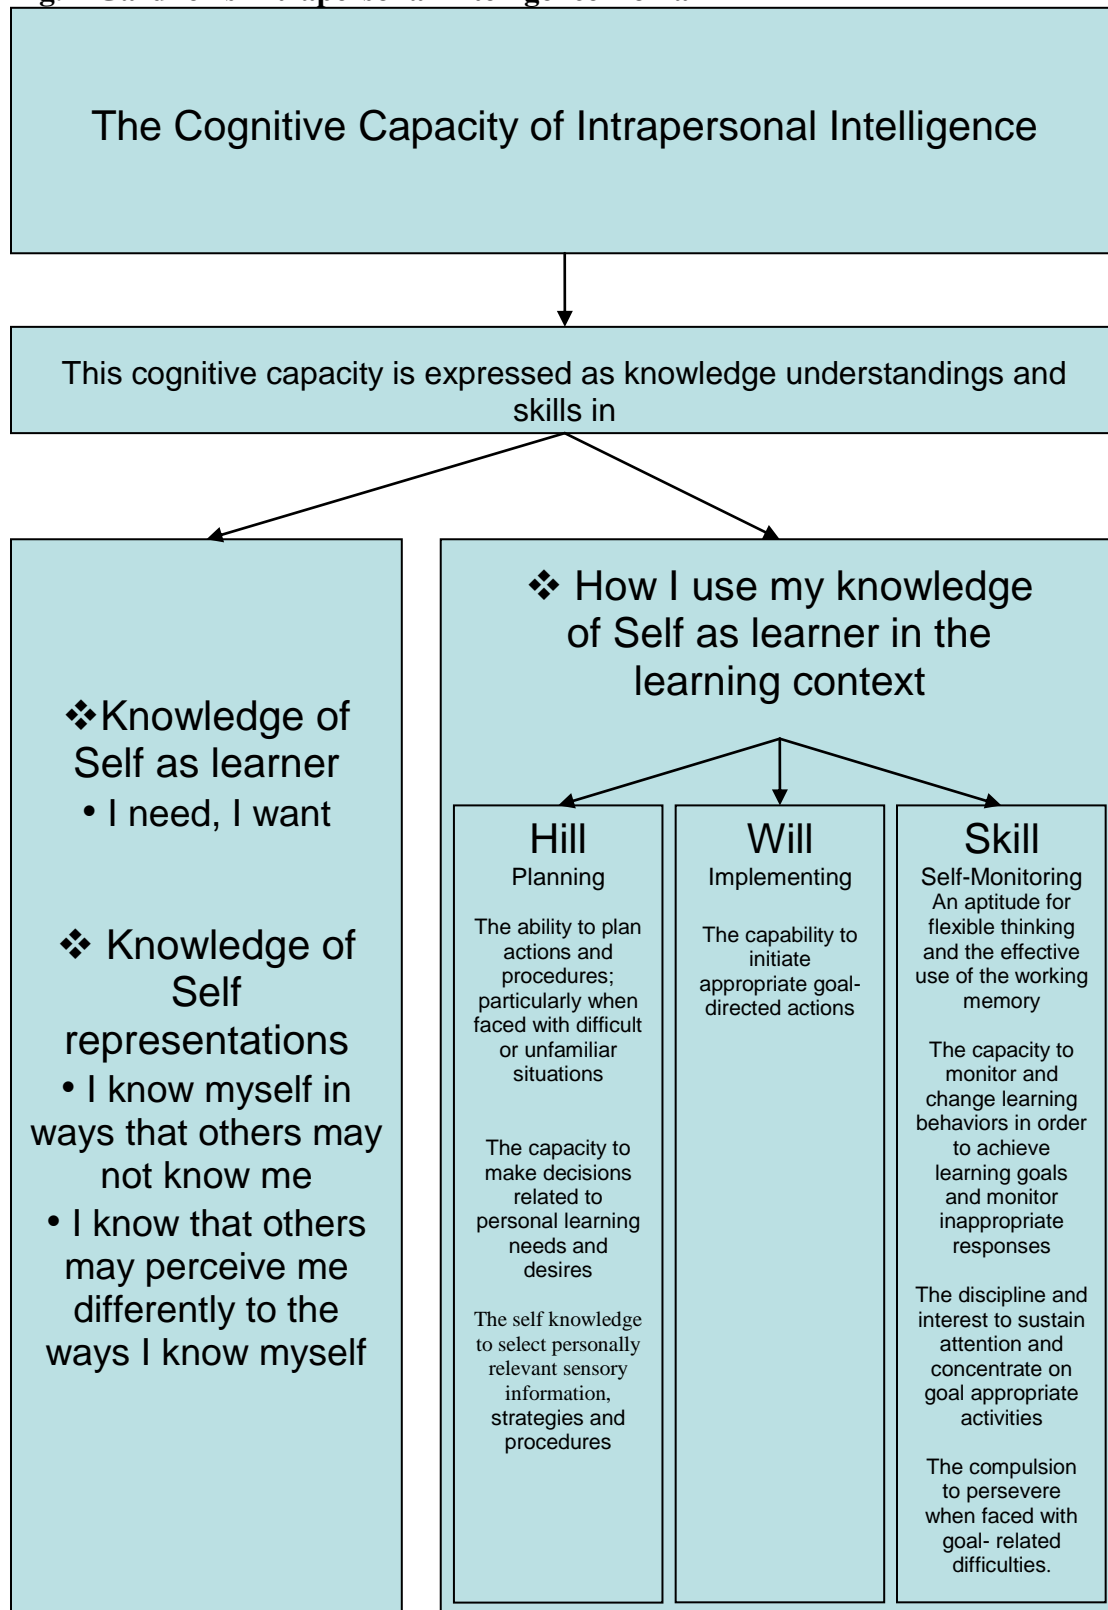 The Cognitive Capacity of Intrapersonal Intelligence
This cognitive capacity is expressed as knowledge understandings and
skills in
❖Knowledge of
Self as learner
• I need, I want
❖ Knowledge of
Self
representations
• I know myself in
ways that others may
not know me
• I know that others
may perceive me
differently to the
ways I know myself
❖ How I use my knowledge
of Self as learner in the
learning context
Hill
Planning
The ability to plan
actions and
procedures;
particularly when
faced with difficult
or unfamiliar
situations
The capacity to
make decisions
related to
personal learning
needs and
desires
The self knowledge
to select personally
relevant sensory
information,
strategies and
procedures
Will
Implementing
The capability to
initiate
appropriate goal-
directed actions
Skill
Self-Monitoring
An aptitude for
flexible thinking
and the effective
use of the working
memory
The capacity to
monitor and
change learning
behaviors in order
to achieve
learning goals
and monitor
inappropriate
responses
The discipline and
interest to sustain
attention and
concentrate on
goal appropriate
activities
The compulsion
to persevere
when faced with
goal- related
difficulties.